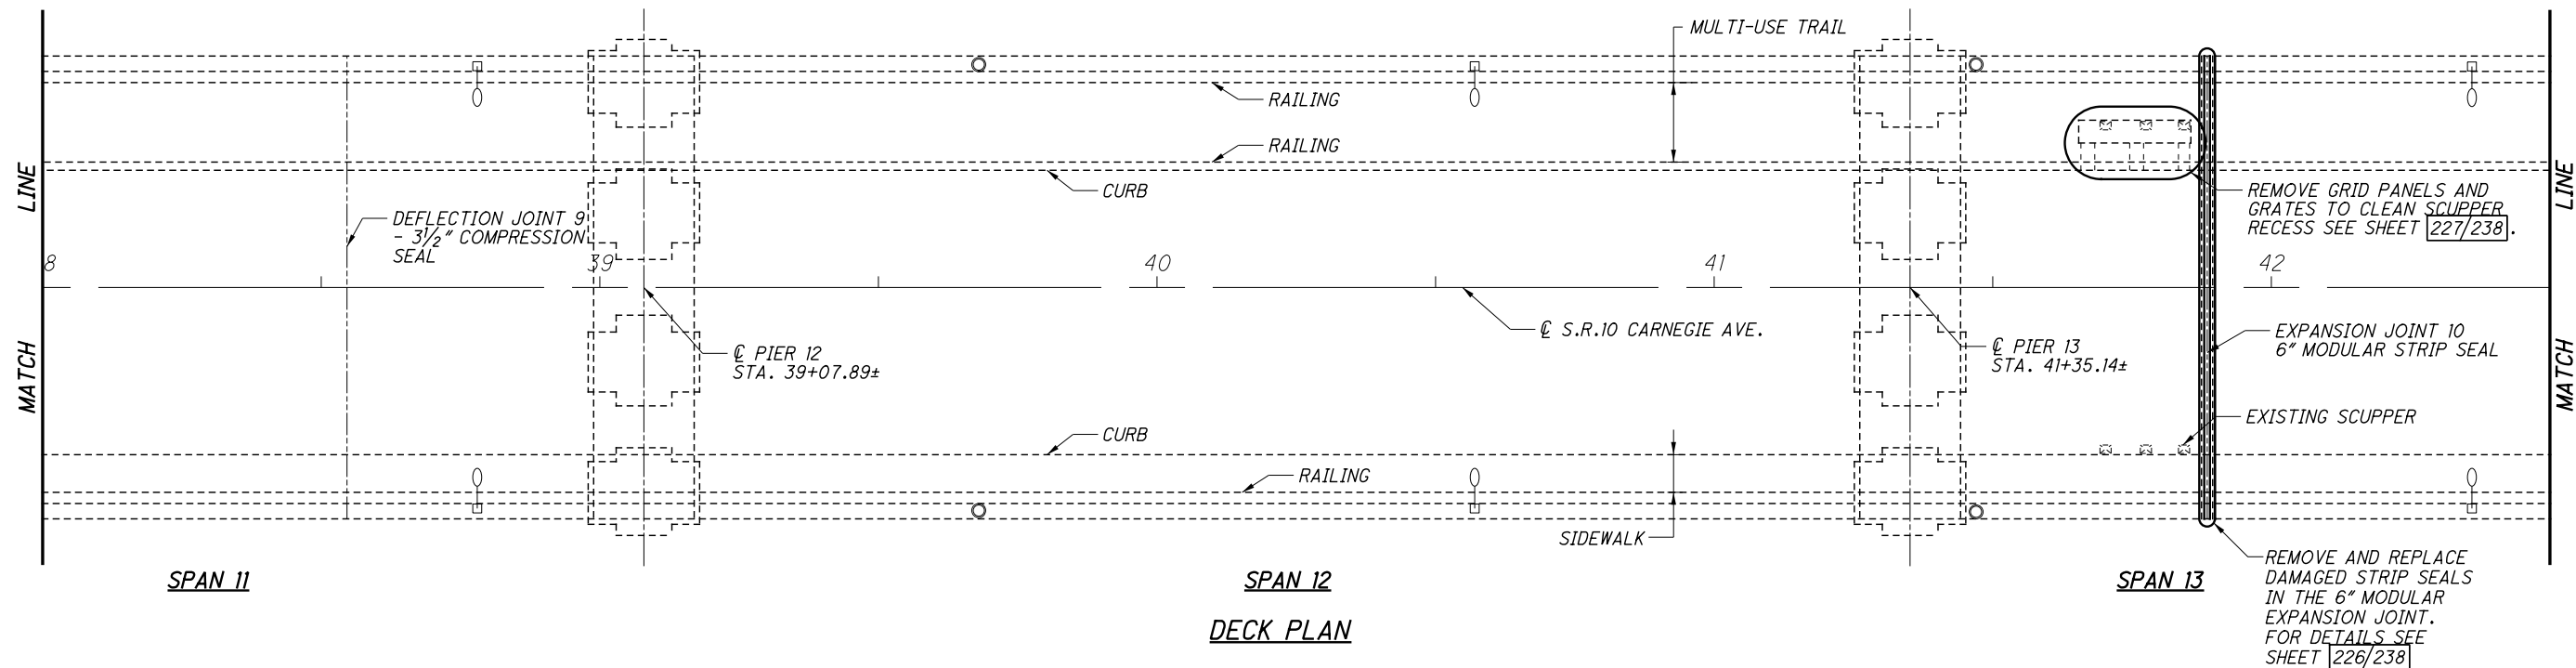 MULTI-USE TRAIL
RAILING
RAILING
CURB
MATCH LINE
DEFLECTION JOINT 9
- 3 1/2" COMPRESSION
SEAL
REMOVE GRID PANELS AND
GRATES TO CLEAN SCUPPER
RECESS SEE SHEET 227/238.
MATCH LINE
8
39
40
41
42
℄ S.R.10 CARNEGIE AVE.
℄ PIER 12
STA. 39+07.89±
℄ PIER 13
STA. 41+35.14±
EXPANSION JOINT 10
6" MODULAR STRIP SEAL
EXISTING SCUPPER
CURB
RAILING
SIDEWALK
SPAN 11
SPAN 12
SPAN 13
REMOVE AND REPLACE
DAMAGED STRIP SEALS
IN THE 6" MODULAR
EXPANSION JOINT.
FOR DETAILS SEE
SHEET 226/238
DECK PLAN